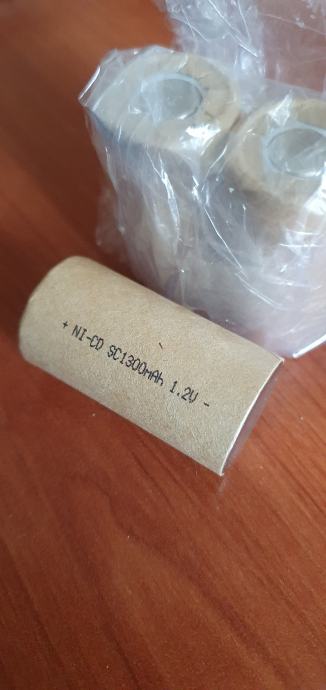 + NI-CD SC1300mAh 1.2V -